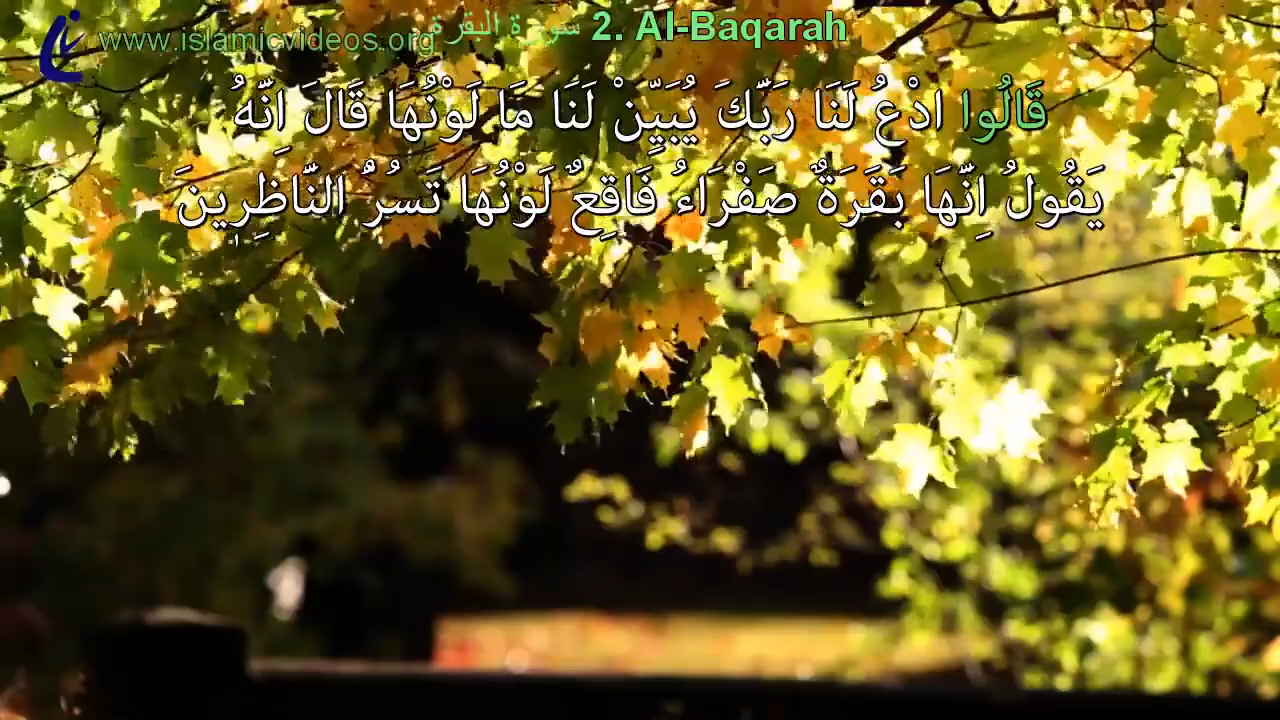 www.islamicvideos.org سورة البقرة 2. Al-Baqarah
قَالُوا ادْعُ لَنَا رَبَّكَ يُبَيِّنْ لَنَا مَا لَوْنُهَا قَالَ إِنَّهُ
يَقُولُ إِنَّهَا بَقَرَةٌ صَفْرَاءُ فَاقِعٌ لَوْنُهَا تَسُرُّ النَّاظِرِينَ